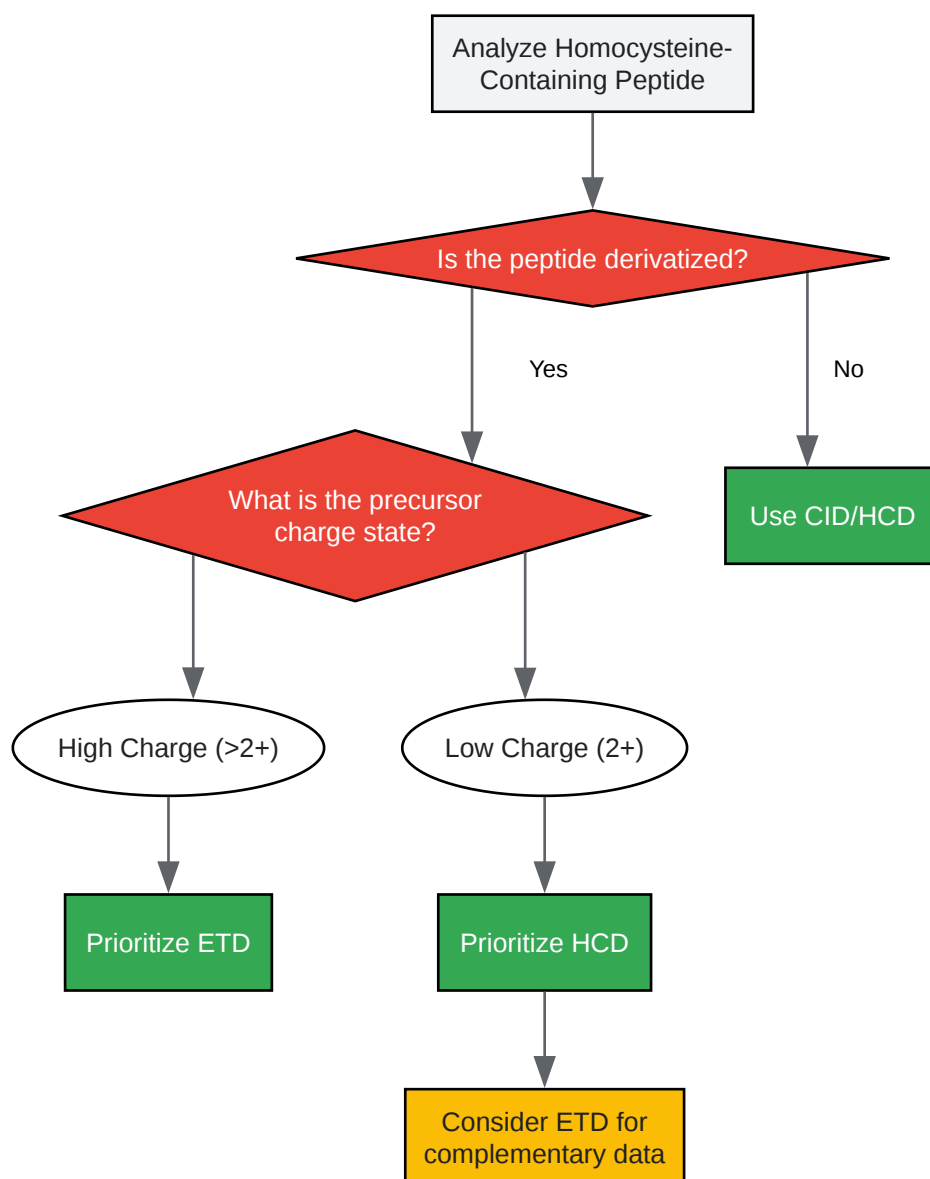 Analyze Homocysteine-
Containing Peptide
Is the peptide derivatized?
Yes
No
What is the precursor
charge state?
Use CID/HCD
High Charge (>2+)
Low Charge (2+)
Prioritize ETD
Prioritize HCD
Consider ETD for
complementary data